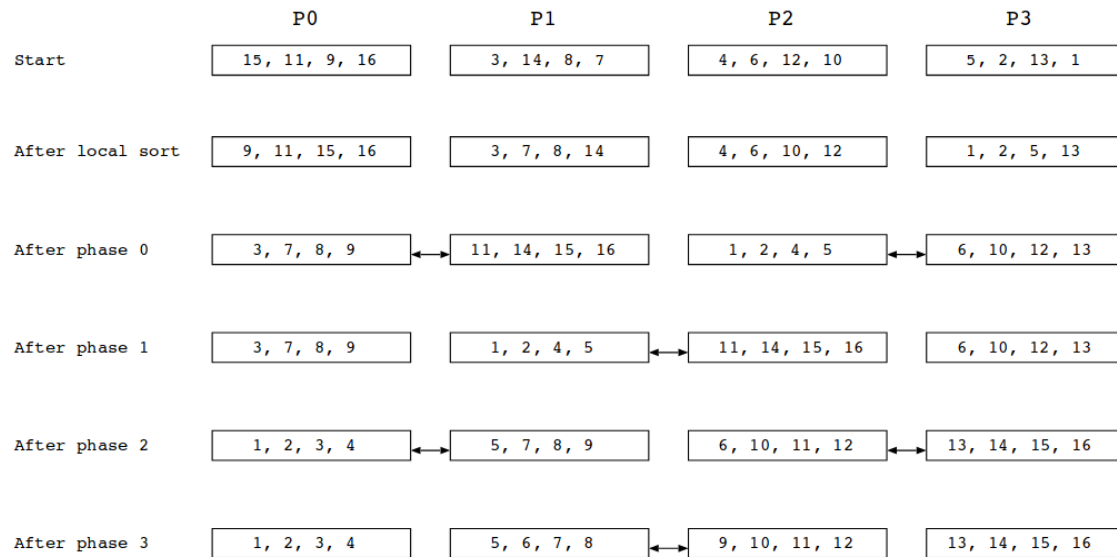 P0 P1 P2 P3
Start 15, 11, 9, 16 3, 14, 8, 7 4, 6, 12, 10 5, 2, 13, 1
After local sort 9, 11, 15, 16 3, 7, 8, 14 4, 6, 10, 12 1, 2, 5, 13
After phase 0 3, 7, 8, 9 11, 14, 15, 16 1, 2, 4, 5 6, 10, 12, 13
After phase 1 3, 7, 8, 9 1, 2, 4, 5 11, 14, 15, 16 6, 10, 12, 13
After phase 2 1, 2, 3, 4 5, 7, 8, 9 6, 10, 11, 12 13, 14, 15, 16
After phase 3 1, 2, 3, 4 5, 6, 7, 8 9, 10, 11, 12 13, 14, 15, 16